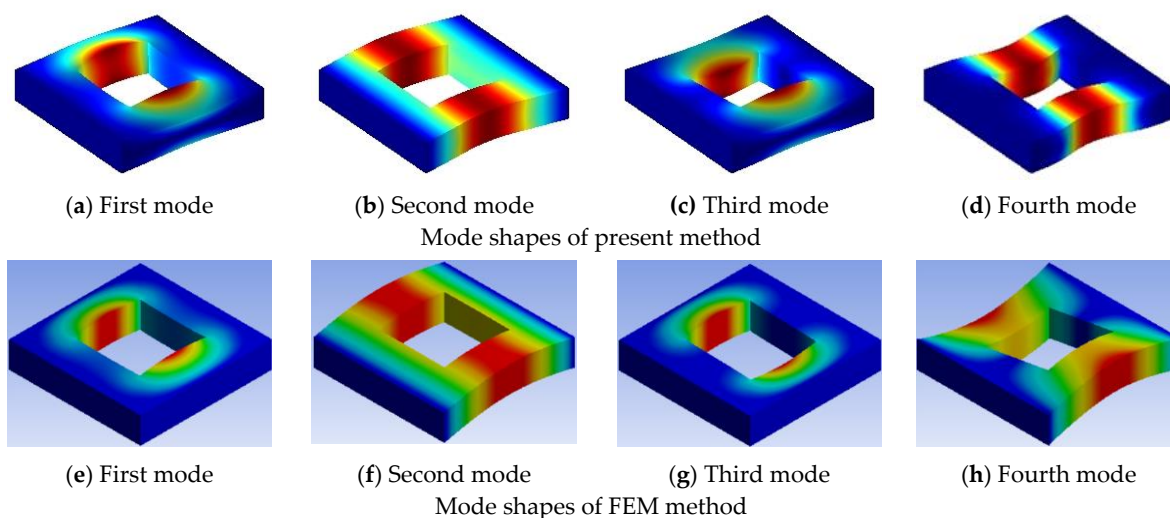 (a) First mode (b) Second mode (c) Third mode (d) Fourth mode
Mode shapes of present method
(e) First mode (f) Second mode (g) Third mode (h) Fourth mode
Mode shapes of FEM method